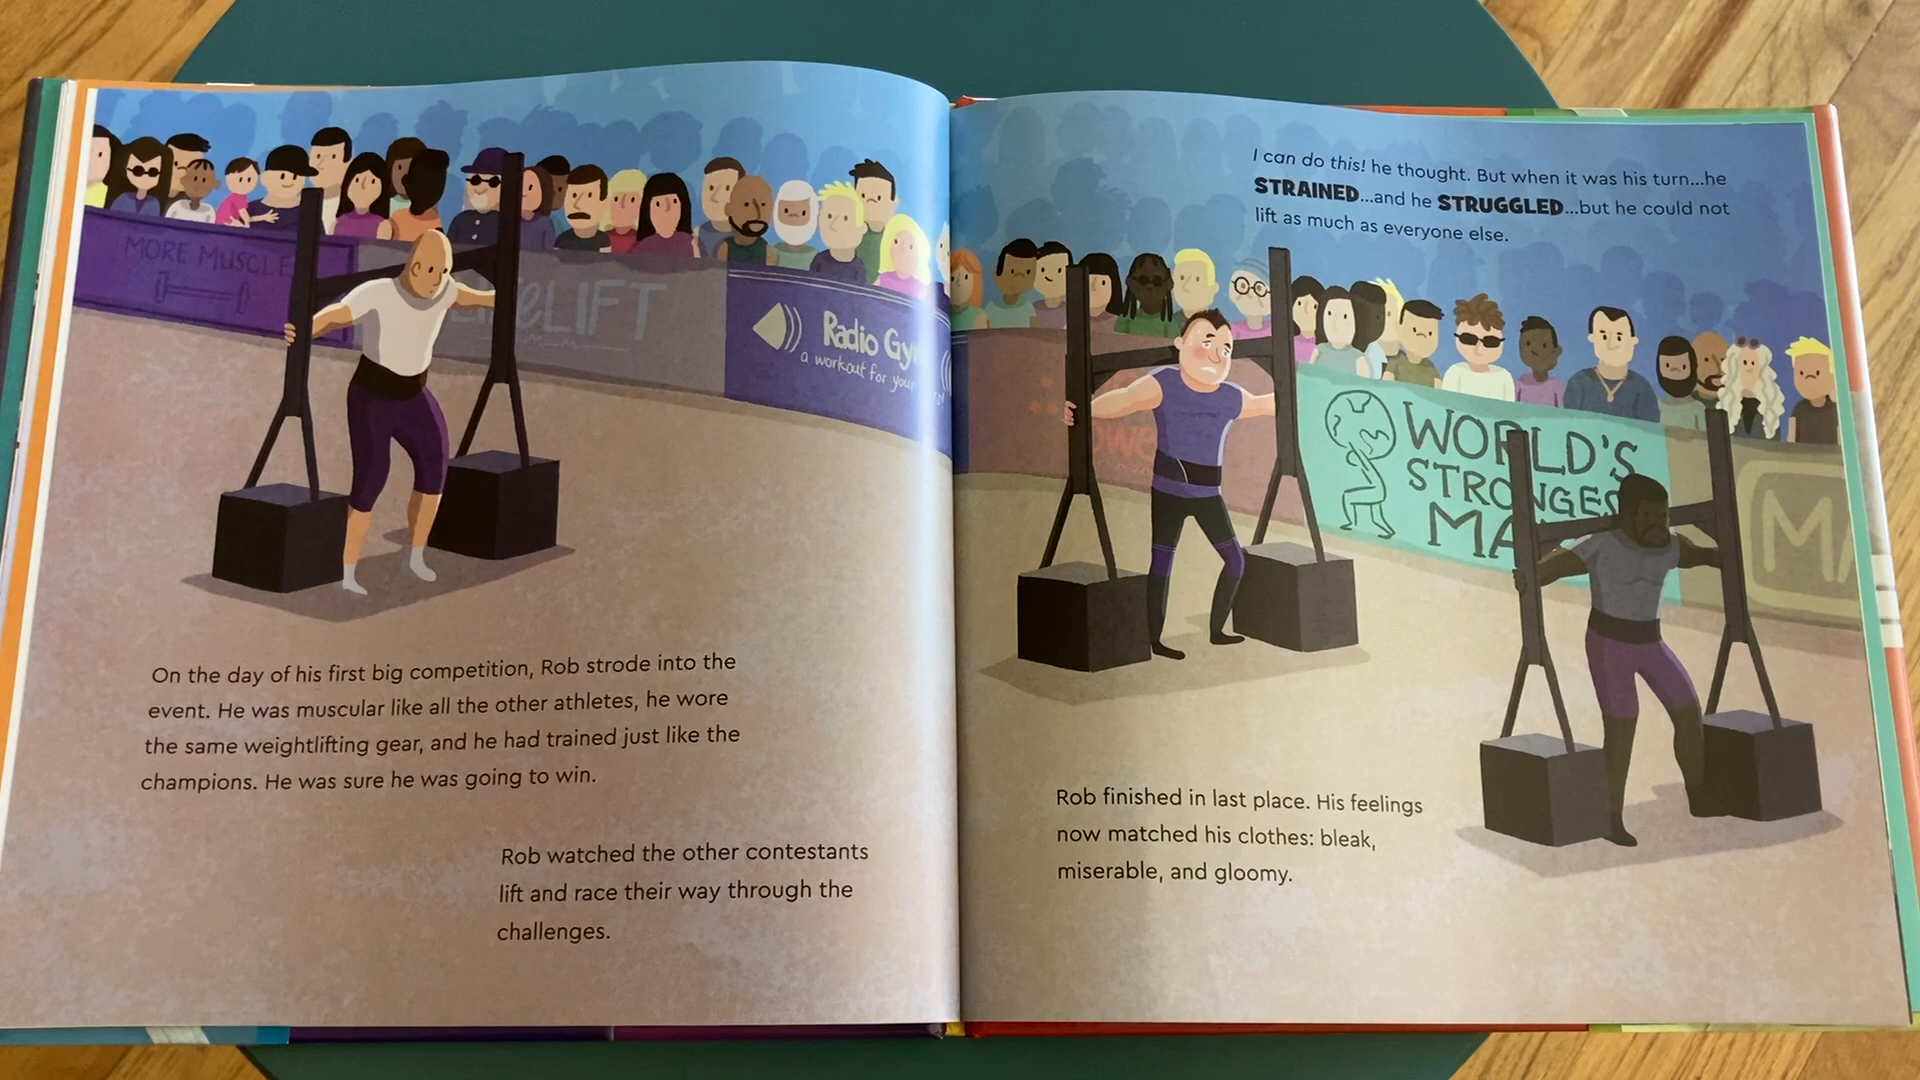 MORE MUSCLE
LIFT
Radio Gy
a workout for your
On the day of his first big competition, Rob strode into the
event. He was muscular like all the other athletes, he wore
the same weightlifting gear, and he had trained just like the
champions. He was sure he was going to win.
Rob watched the other contestants
lift and race their way through the
challenges.
I can do this! he thought. But when it was his turn...he
STRAINED...and he STRUGGLED...but he could not
lift as much as everyone else.
WORLD'S
STRONGES
MA
MA
Rob finished in last place. His feelings
now matched his clothes: bleak,
miserable, and gloomy.